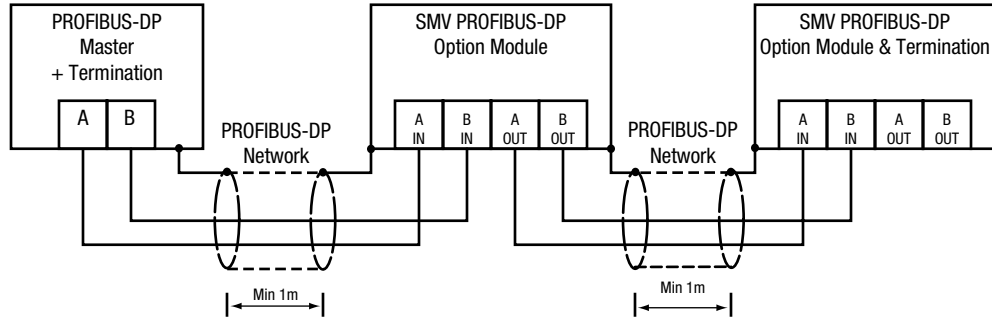 PROFIBUS-DP
Master
+ Termination
A B
PROFIBUS-DP
Network
Min 1m
SMV PROFIBUS-DP
Option Module
A
IN
B
IN
A
OUT
B
OUT
PROFIBUS-DP
Network
Min 1m
SMV PROFIBUS-DP
Option Module & Termination
A
IN
B
IN
A
OUT
B
OUT